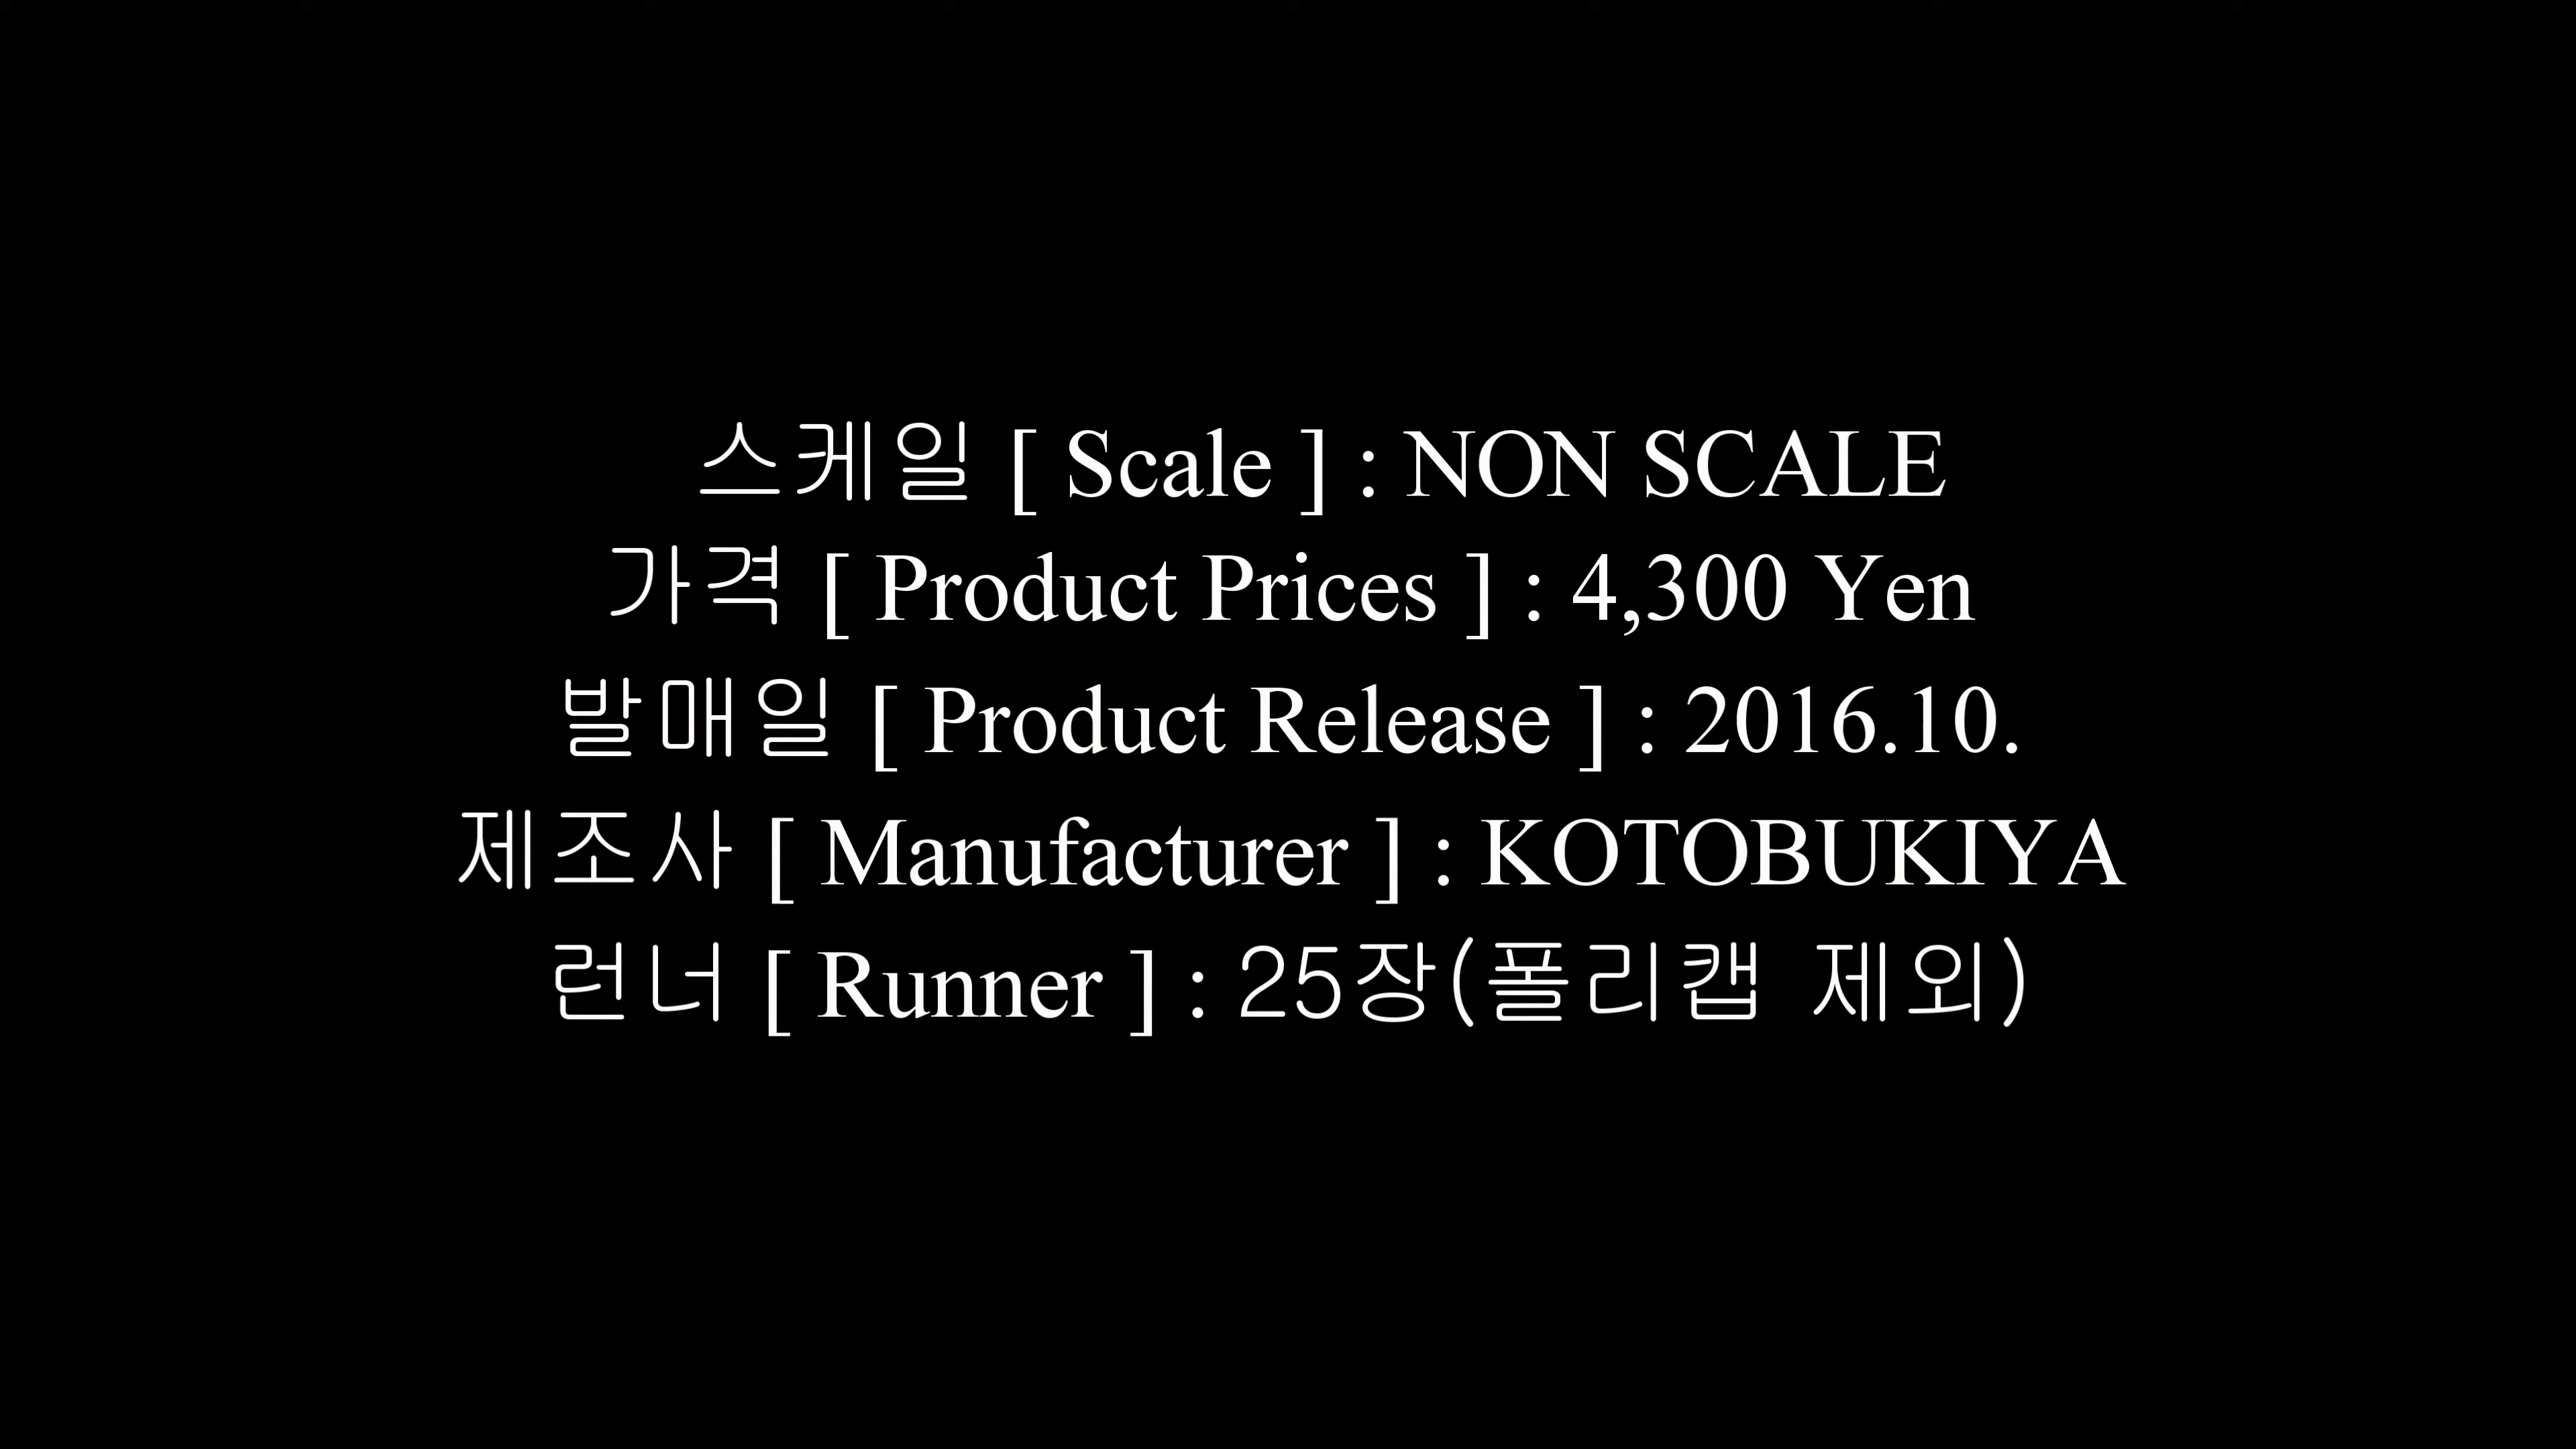 스케일 [ Scale ] : NON SCALE
가격 [ Product Prices ] : 4,300 Yen
발매일 [ Product Release ] : 2016.10.
제조사 [ Manufacturer ] : KOTOBUKIYA
런너 [ Runner ] : 25장(폴리캡 제외)